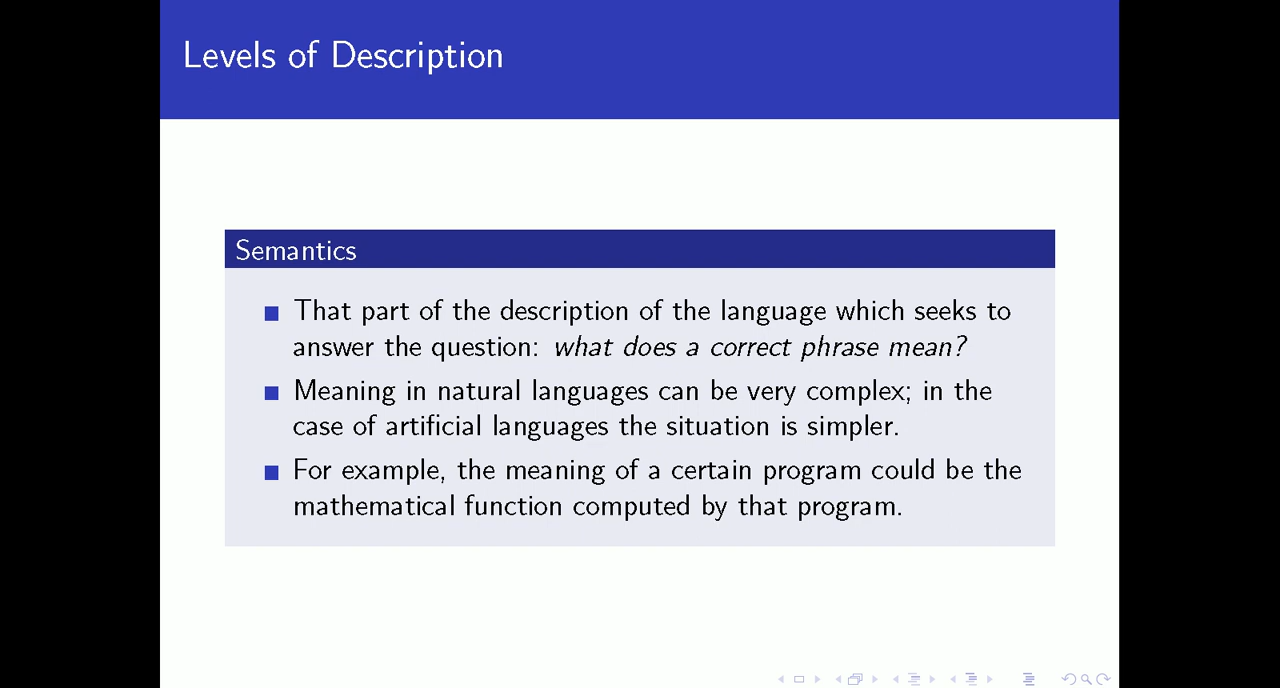 Levels of Description
Semantics
That part of the description of the language which seeks to
answer the question: what does a correct phrase mean?
Meaning in natural languages can be very complex; in the
case of artificial languages the situation is simpler.
For example, the meaning of a certain program could be the
mathematical function computed by that program.